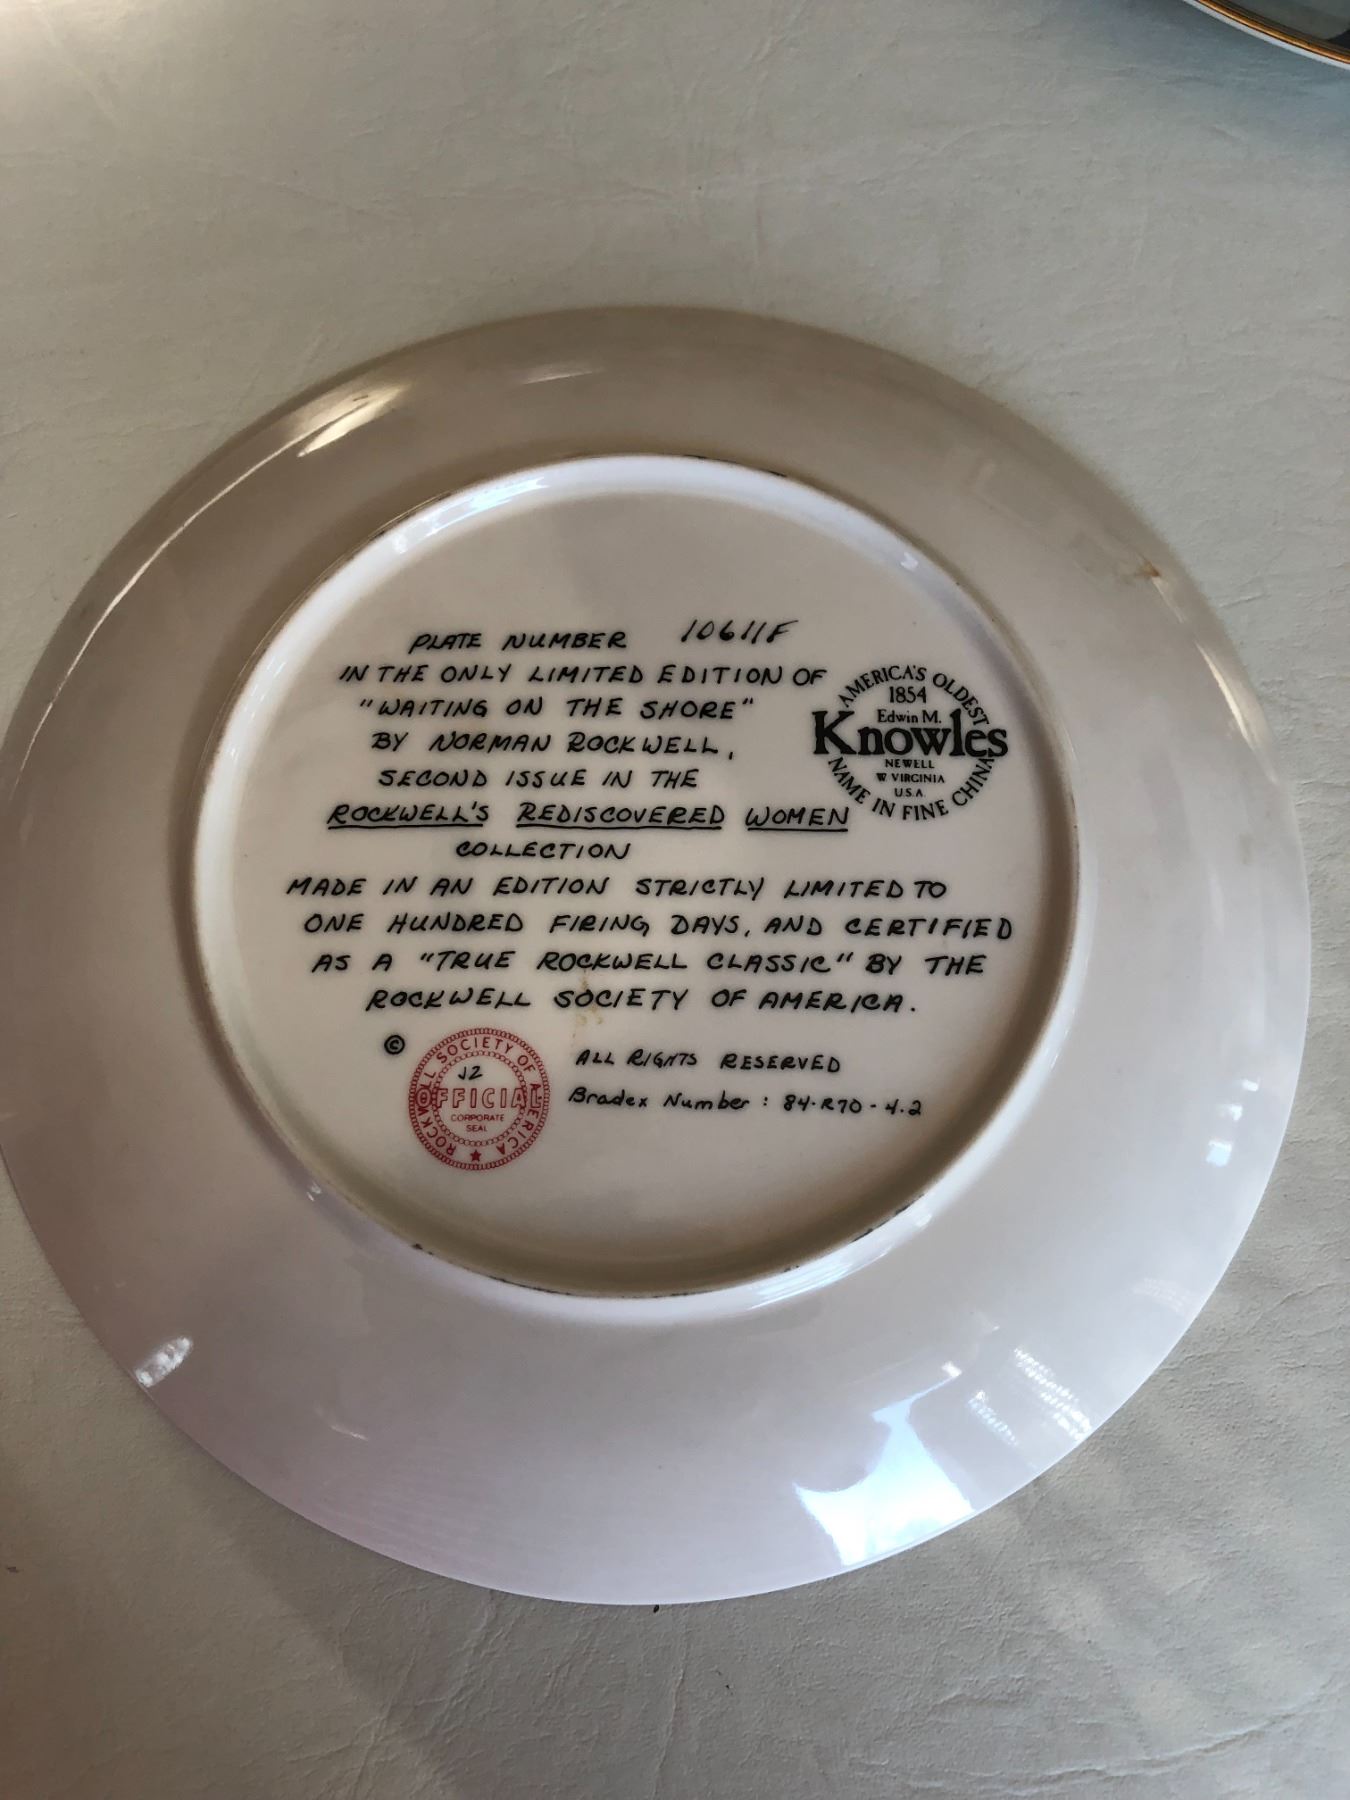 PLATE NUMBER 10611F
IN THE ONLY LIMITED EDITION OF
"WAITING ON THE SHORE"
BY NORMAN ROCKWELL,
SECOND ISSUE IN THE
ROCKWELL'S REDISCOVERED WOMEN
COLLECTION
MADE IN AN EDITION STRICTLY LIMITED TO
ONE HUNDRED FIRING DAYS, AND CERTIFIED
AS A "TRUE ROCKWELL CLASSIC" BY THE
ROCKWELL SOCIETY OF AMERICA.
AMERICA'S OLDEST
1854
Edwin M.
Knowles
NEWELL
W VIRGINIA
U.S.A.
NAME IN FINE CHINA
©
ROCKWELL SOCIETY OF AMERICA
J2
OFFICIAL
CORPORATE
SEAL
ALL RIGHTS RESERVED
Bradex Number: 84-R70-4.2